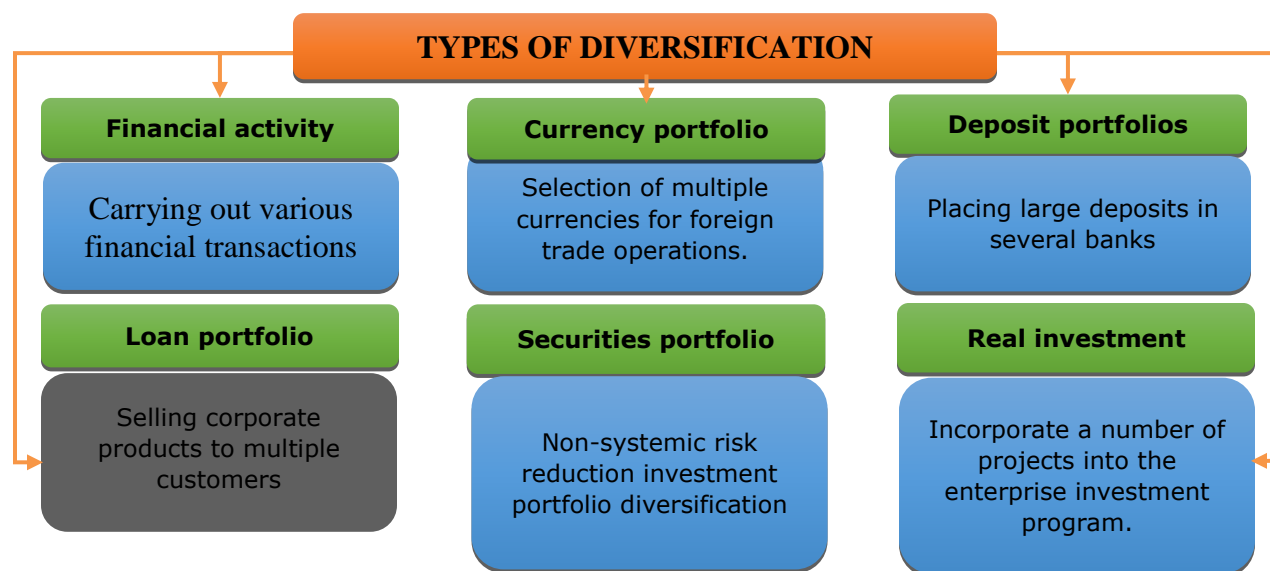 TYPES OF DIVERSIFICATION
Financial activity
Carrying out various
financial transactions
Currency portfolio
Selection of multiple
currencies for foreign
trade operations.
Deposit portfolios
Placing large deposits in
several banks
Loan portfolio
Selling corporate
products to multiple
customers
Securities portfolio
Non-systemic risk
reduction investment
portfolio diversification
Real investment
Incorporate a number of
projects into the
enterprise investment
program.